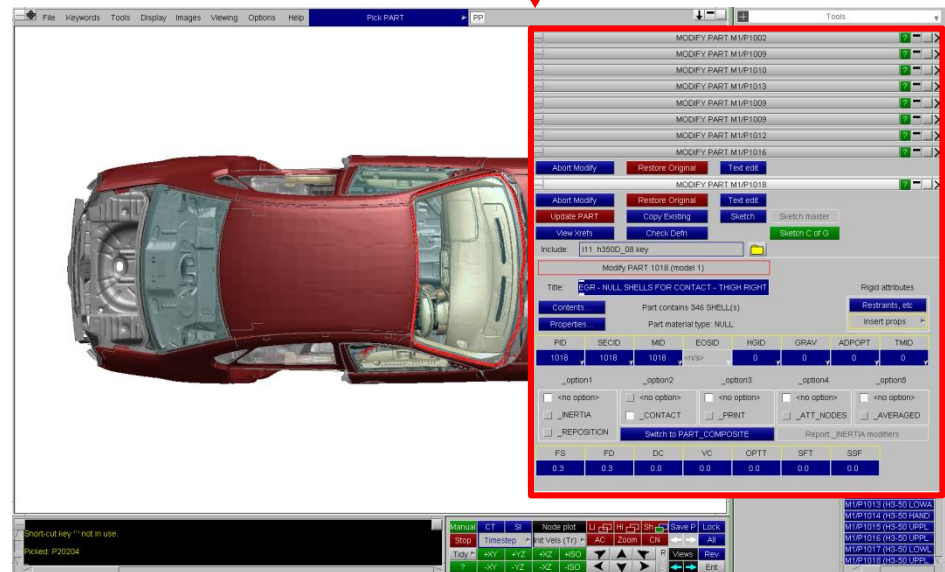 File Keywords Tools Display Images Viewing Options Help Pick PART PP Tools
MODIFY PART M1/P1002 ?
MODIFY PART M1/P1009 ?
MODIFY PART M1/P1010 ?
MODIFY PART M1/P1013 ?
MODIFY PART M1/P1009 ?
MODIFY PART M1/P1009 ?
MODIFY PART M1/P1012 ?
MODIFY PART M1/P1016 ?
Abort Modify Restore Original Text edit
MODIFY PART M1/P1018 ?
Abort Modify Restore Original Text edit
Update PART Copy Existing Sketch Sketch master
View Xrefs Check Defn Sketch C of G
Include: I11 h350D_08.key
Modify PART 1018 (model 1)
Title: EGR - NULL SHELLS FOR CONTACT - THIGH RIGHT Rigid attributes
Contents... Part contains 346 SHELL(s) Restraints, etc
Properties... Part material type: NULL Insert props
PID SECID MID EOSID HGID GRAV ADPOPT TMID
1018 1018 1018 <n/a> 0 0 0 0
_option1 _option2 _option3 _option4 _option5
<no option> <no option> <no option> <no option> <no option>
_INERTIA _CONTACT _PRINT _ATT_NODES _AVERAGED
_REPOSITION Switch to PART_COMPOSITE Report _INERTIA modifiers
FS FD DC VC OPTT SFT SSF
0.3 0.3 0.0 0.0 0.0 0.0 0.0
M1/P1013 (H3-50 LOWA
M1/P1014 (H3-50 HAND
M1/P1015 (H3-50 UPPL
M1/P1016 (H3-50 UPPL
M1/P1017 (H3-50 LOWL
M1/P1018 (H3-50 UPPL
Short-cut key '`' not in use.
Picked: P20204
Manual CT SI Node plot Li Hi Sh Save P Lock
Stop Timestep Init Vels (Tr) AC Zoom CN All
Tidy +XY +YZ +XZ +ISO R Views Rev
? -XY -YZ -XZ -ISO Ent